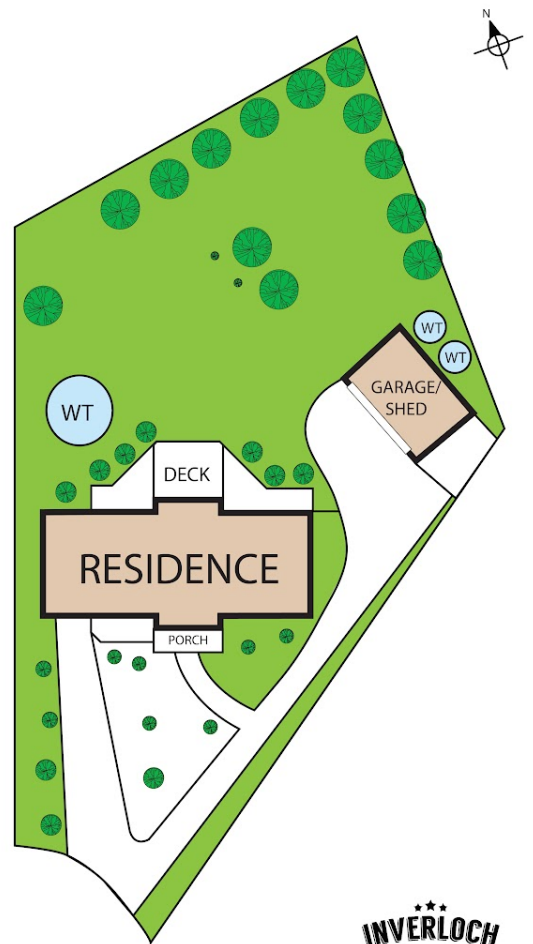 N
WT
WT
GARAGE/
SHED
WT
DECK
RESIDENCE
PORCH
INVERLOCH